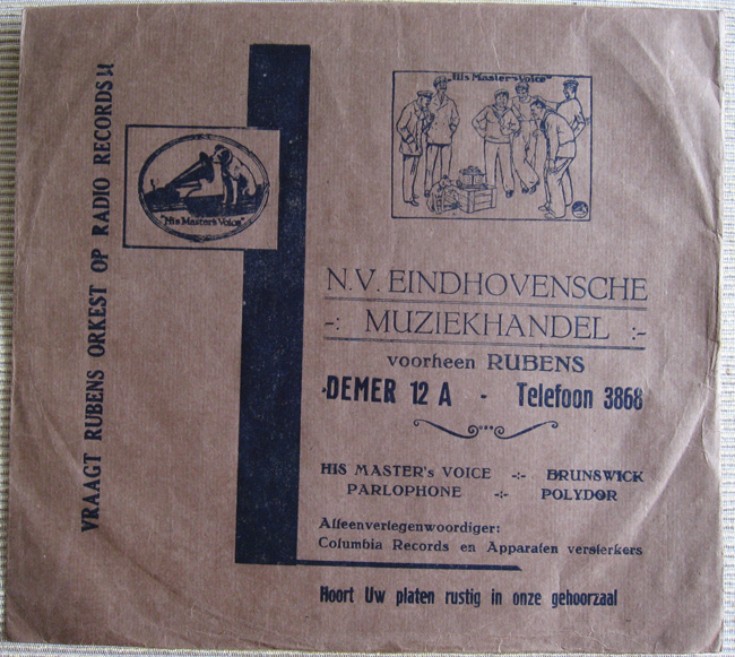 VRAAGT RUBENS ORKEST OP RADIO RECORDS!!
"His Master's Voice"
"His Master's Voice"
N.V. EINDHOVENSCHE
-: MUZIEKHANDEL :-
voorheen RUBENS
DEMER 12 A - Telefoon 3868
HIS MASTER's VOICE -:- BRUNSWICK
PARLOPHONE -:- POLYDOR
Alleenvertegenwoordiger:
Columbia Records en Apparaten versterkers
Hoort Uw platen rustig in onze gehoorzaal